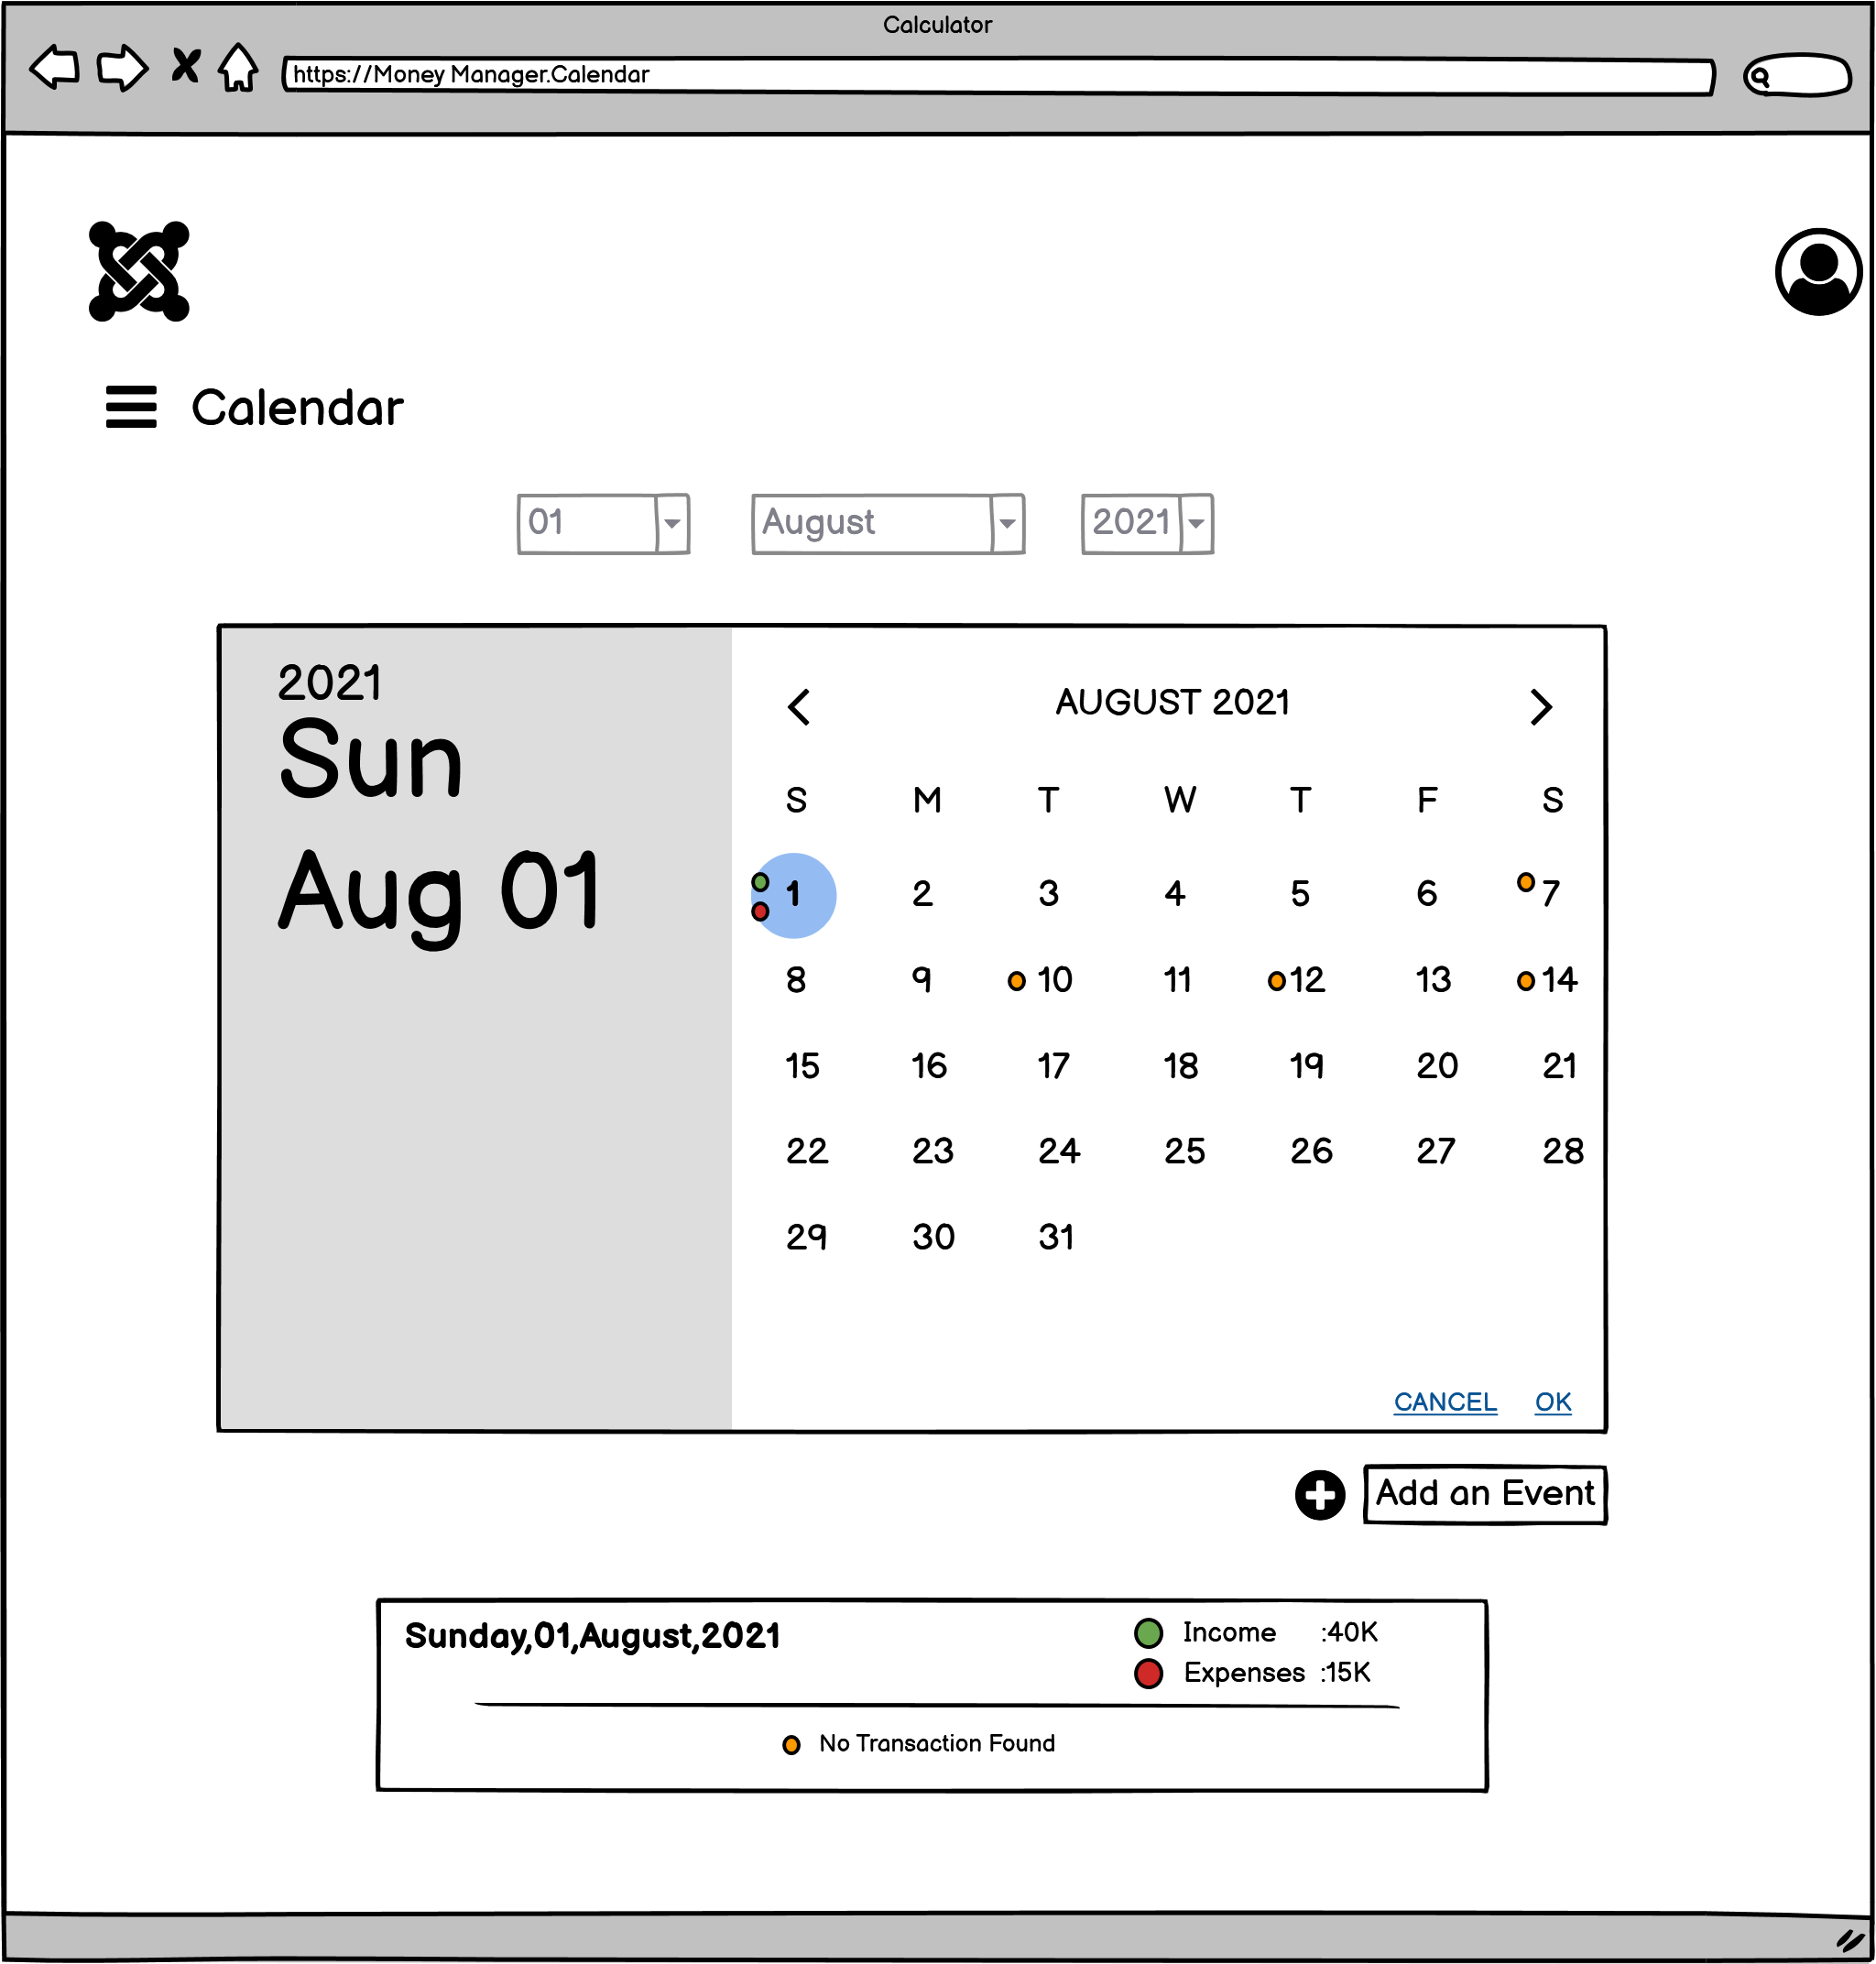 Calculator
https://Money Manager.Calendar
Calendar
01 August 2021
2021
Sun
Aug 01
AUGUST 2021
S M T W T F S
1 2 3 4 5 6 7
8 9 10 11 12 13 14
15 16 17 18 19 20 21
22 23 24 25 26 27 28
29 30 31
CANCEL OK
Add an Event
Sunday,01,August,2021
Income :40K
Expenses :15K
No Transaction Found